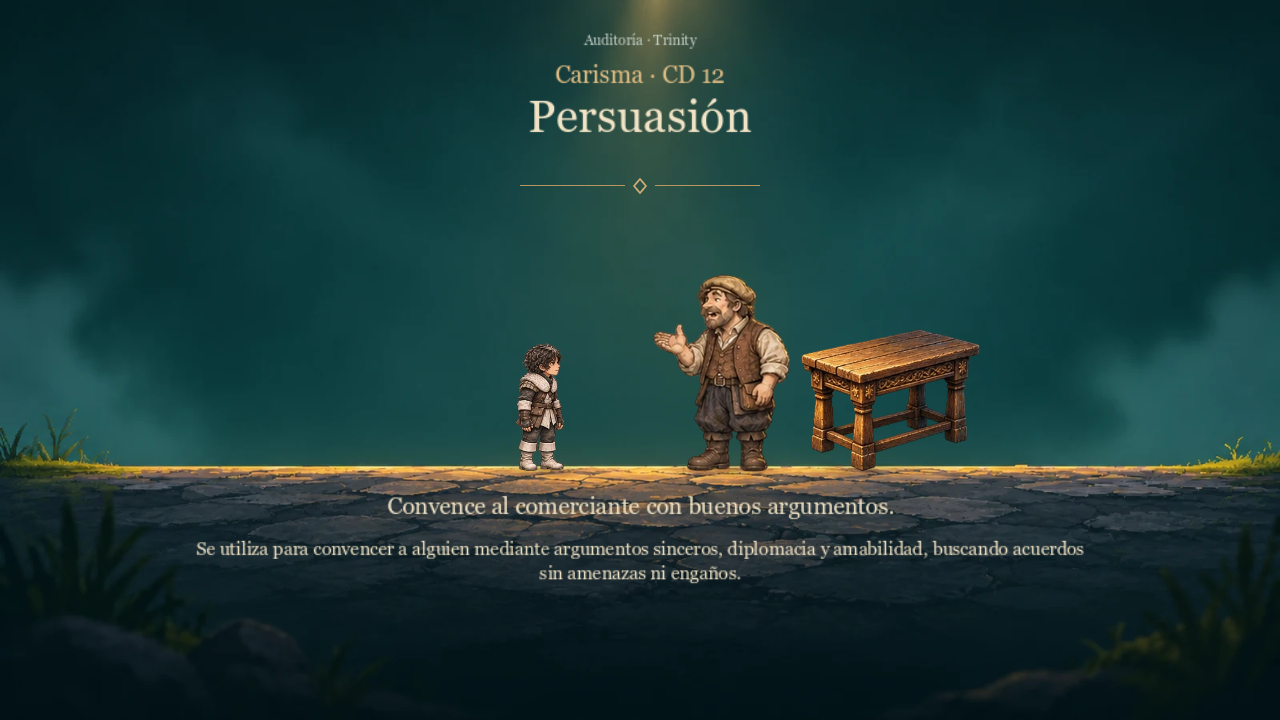 Auditoría · Trinity
Carisma · CD 12
Persuasión
Convence al comerciante con buenos argumentos.
Se utiliza para convencer a alguien mediante argumentos sinceros, diplomacia y amabilidad, buscando acuerdos
sin amenazas ni engaños.